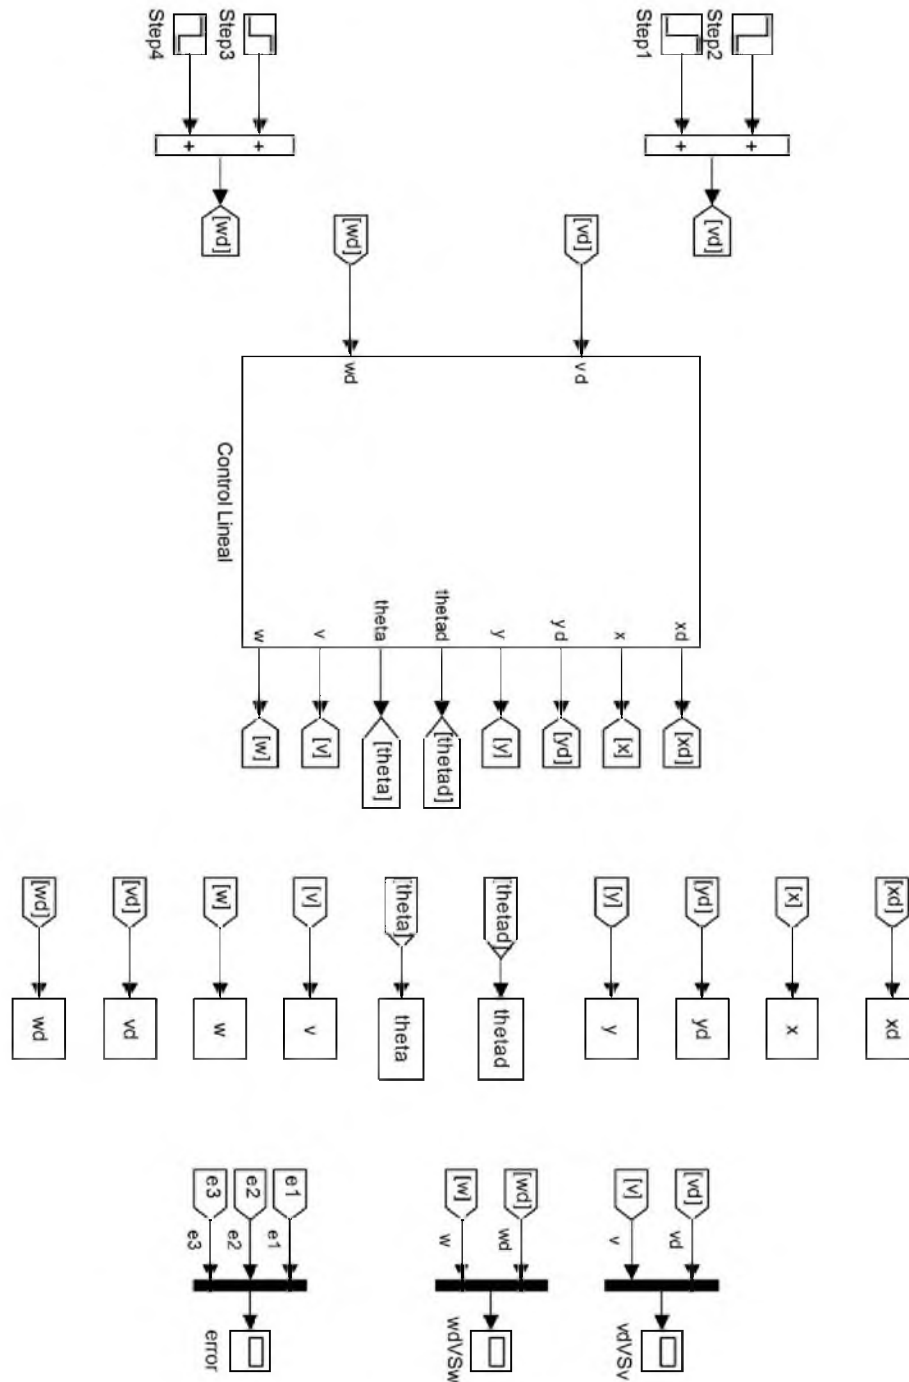 Step2
Step1
+
+
[vd]
Step3
Step4
+
+
[wd]
[vd]
[wd]
vd
wd
xd
x
yd
y
thetad
theta
v
w
Control Lineal
[xd]
[x]
[yd]
[y]
[thetad]
[theta]
[v]
[w]
[xd]
xd
[x]
x
[yd]
yd
[y]
y
[thetad]
thetad
[theta]
theta
[v]
v
[w]
w
[vd]
vd
[wd]
wd
[vd]
vd
[v]
v
vdVSv
[wd]
wd
[w]
w
wdVSw
e1
e1
e2
e2
e3
e3
error